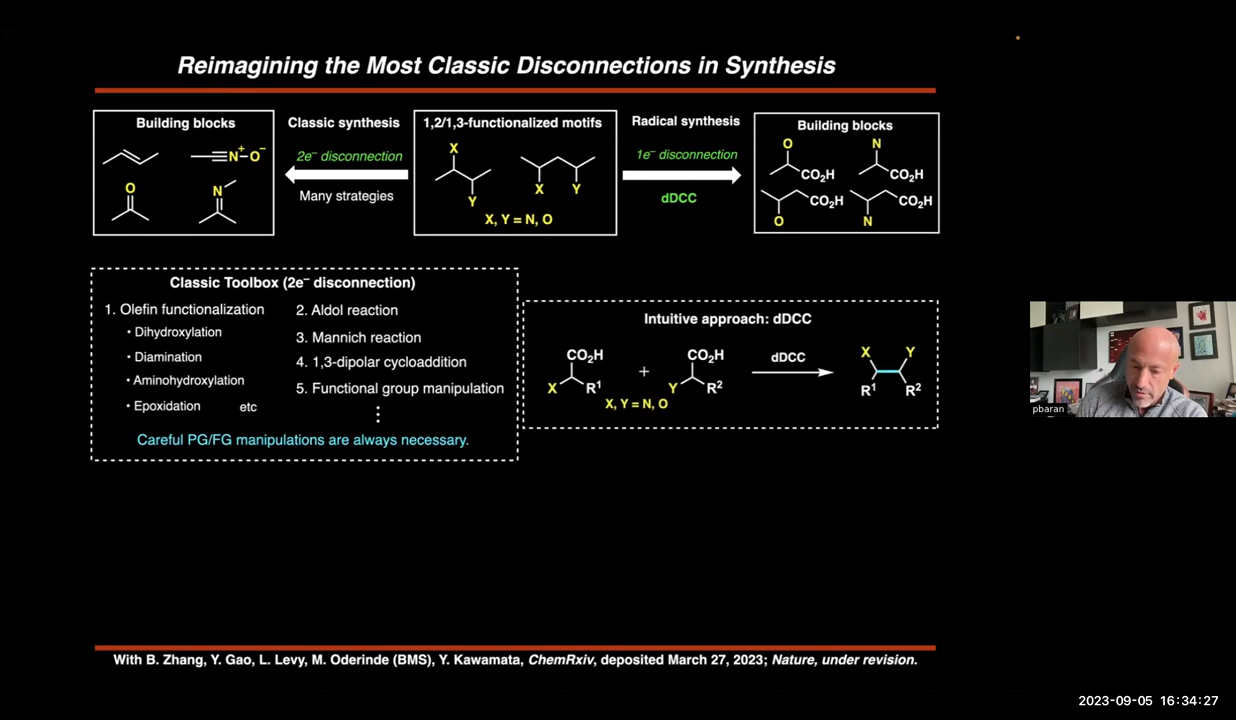 Reimagining the Most Classic Disconnections in Synthesis
Building blocks
N⁺–O⁻
O
N
Classic synthesis
2e⁻ disconnection
Many strategies
1,2/1,3-functionalized motifs
X
Y
X
Y
X, Y = N, O
Radical synthesis
1e⁻ disconnection
dDCC
Building blocks
O
CO₂H
N
CO₂H
CO₂H
O
CO₂H
N
Classic Toolbox (2e⁻ disconnection)
1. Olefin functionalization
• Dihydroxylation
• Diamination
• Aminohydroxylation
• Epoxidation etc
2. Aldol reaction
3. Mannich reaction
4. 1,3-dipolar cycloaddition
5. Functional group manipulation
⋮
Careful PG/FG manipulations are always necessary.
Intuitive approach: dDCC
CO₂H
X
R¹
+
CO₂H
Y
R²
X, Y = N, O
dDCC
X
Y
R¹
R²
pbaran
With B. Zhang, Y. Gao, L. Levy, M. Oderinde (BMS), Y. Kawamata, ChemRxiv, deposited March 27, 2023; Nature, under revision.
2023-09-05 16:34:27